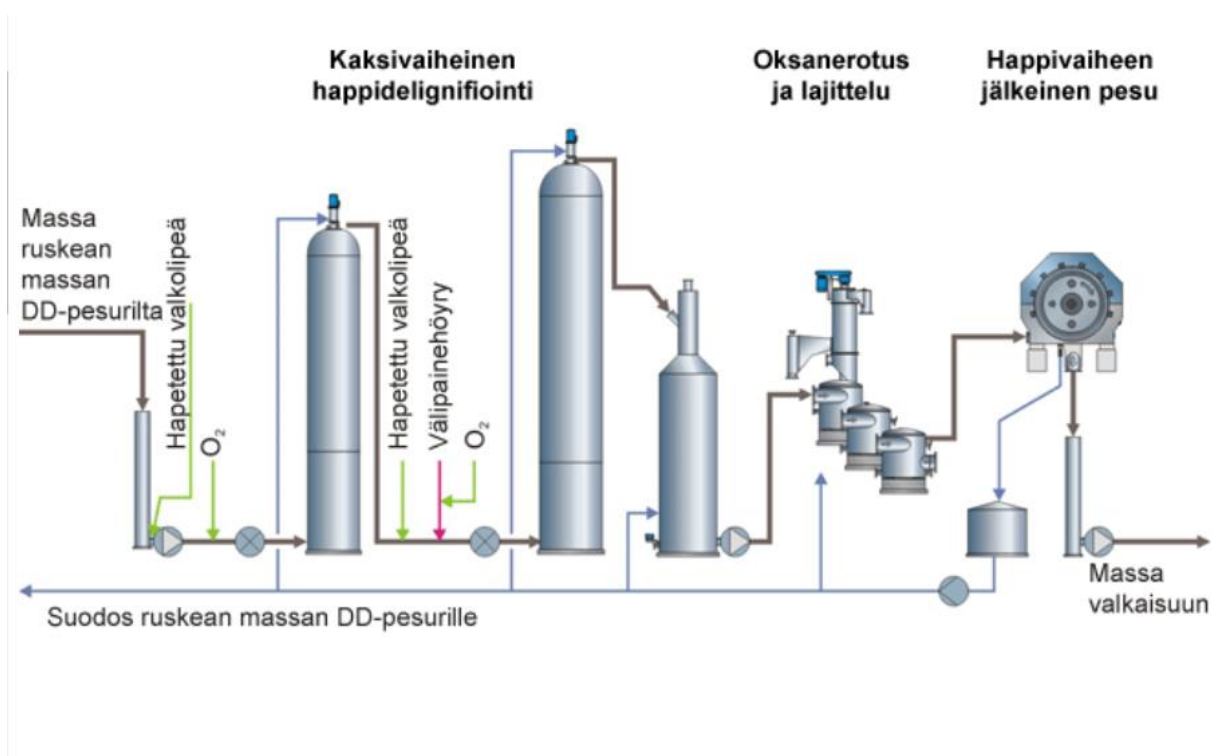 Kaksivaiheinen
happidelignifiointi
Oksanerotus
ja lajittelu
Happivaiheen
jälkeinen pesu
Massa
ruskean
massan
DD-pesurilta
Hapetettu valkolipeä
O₂
Hapetettu valkolipeä
Välipainehöyry
O₂
Suodos ruskean massan DD-pesurille
Massa
valkaisuun